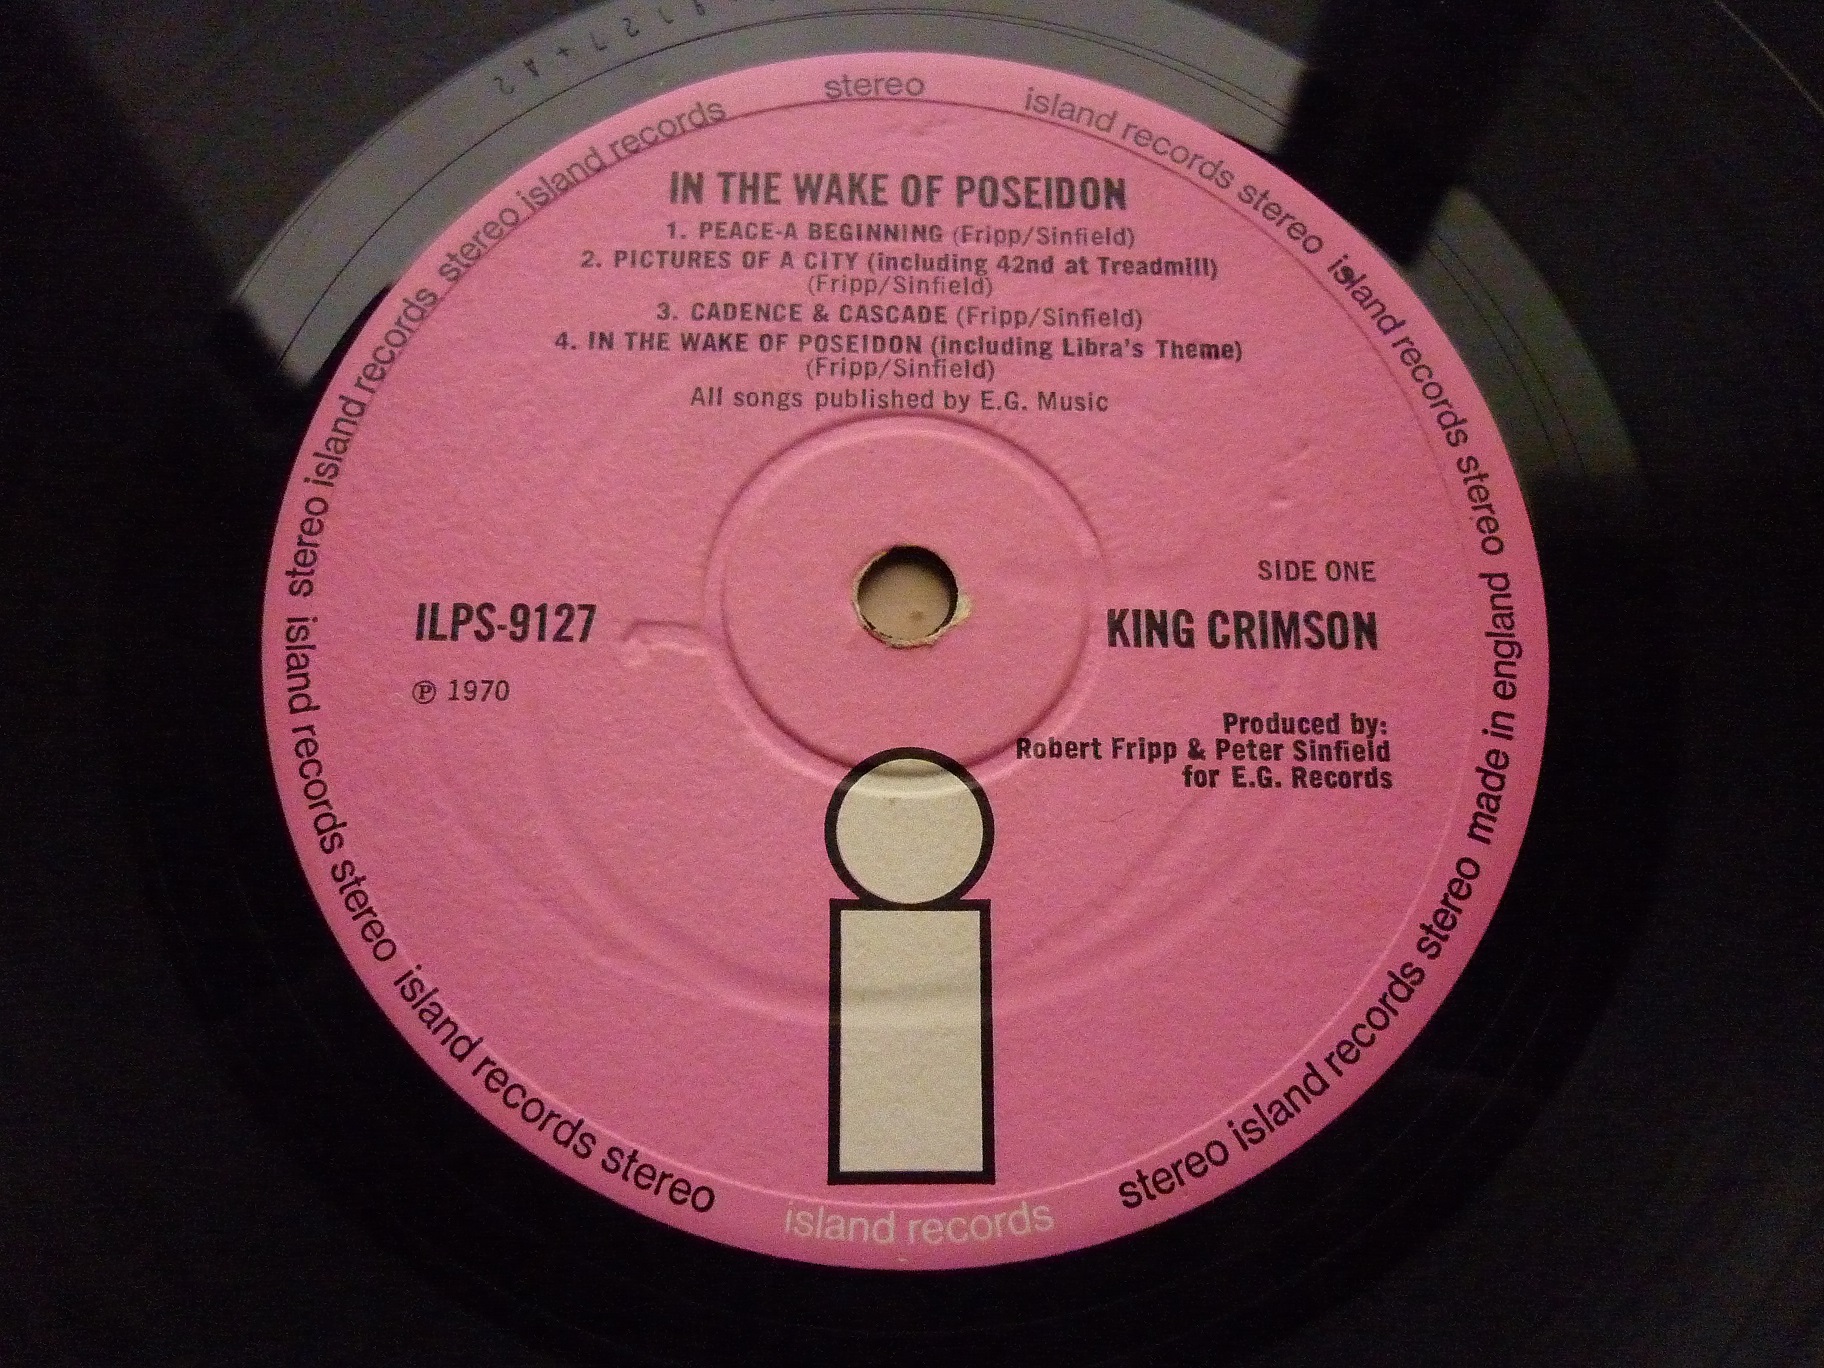 IN THE WAKE OF POSEIDON
1. PEACE-A BEGINNING (Fripp/Sinfield)
2. PICTURES OF A CITY (including 42nd at Treadmill)
(Fripp/Sinfield)
3. CADENCE & CASCADE (Fripp/Sinfield)
4. IN THE WAKE OF POSEIDON (including Libra's Theme)
(Fripp/Sinfield)
All songs published by E.G. Music
SIDE ONE
ILPS-9127
KING CRIMSON
℗ 1970
Produced by:
Robert Fripp & Peter Sinfield
for E.G. Records
stereo island records stereo island records stereo made in england
stereo island records stereo island records stereo island records
island records stereo island records stereo
island records
stereo island records stereo